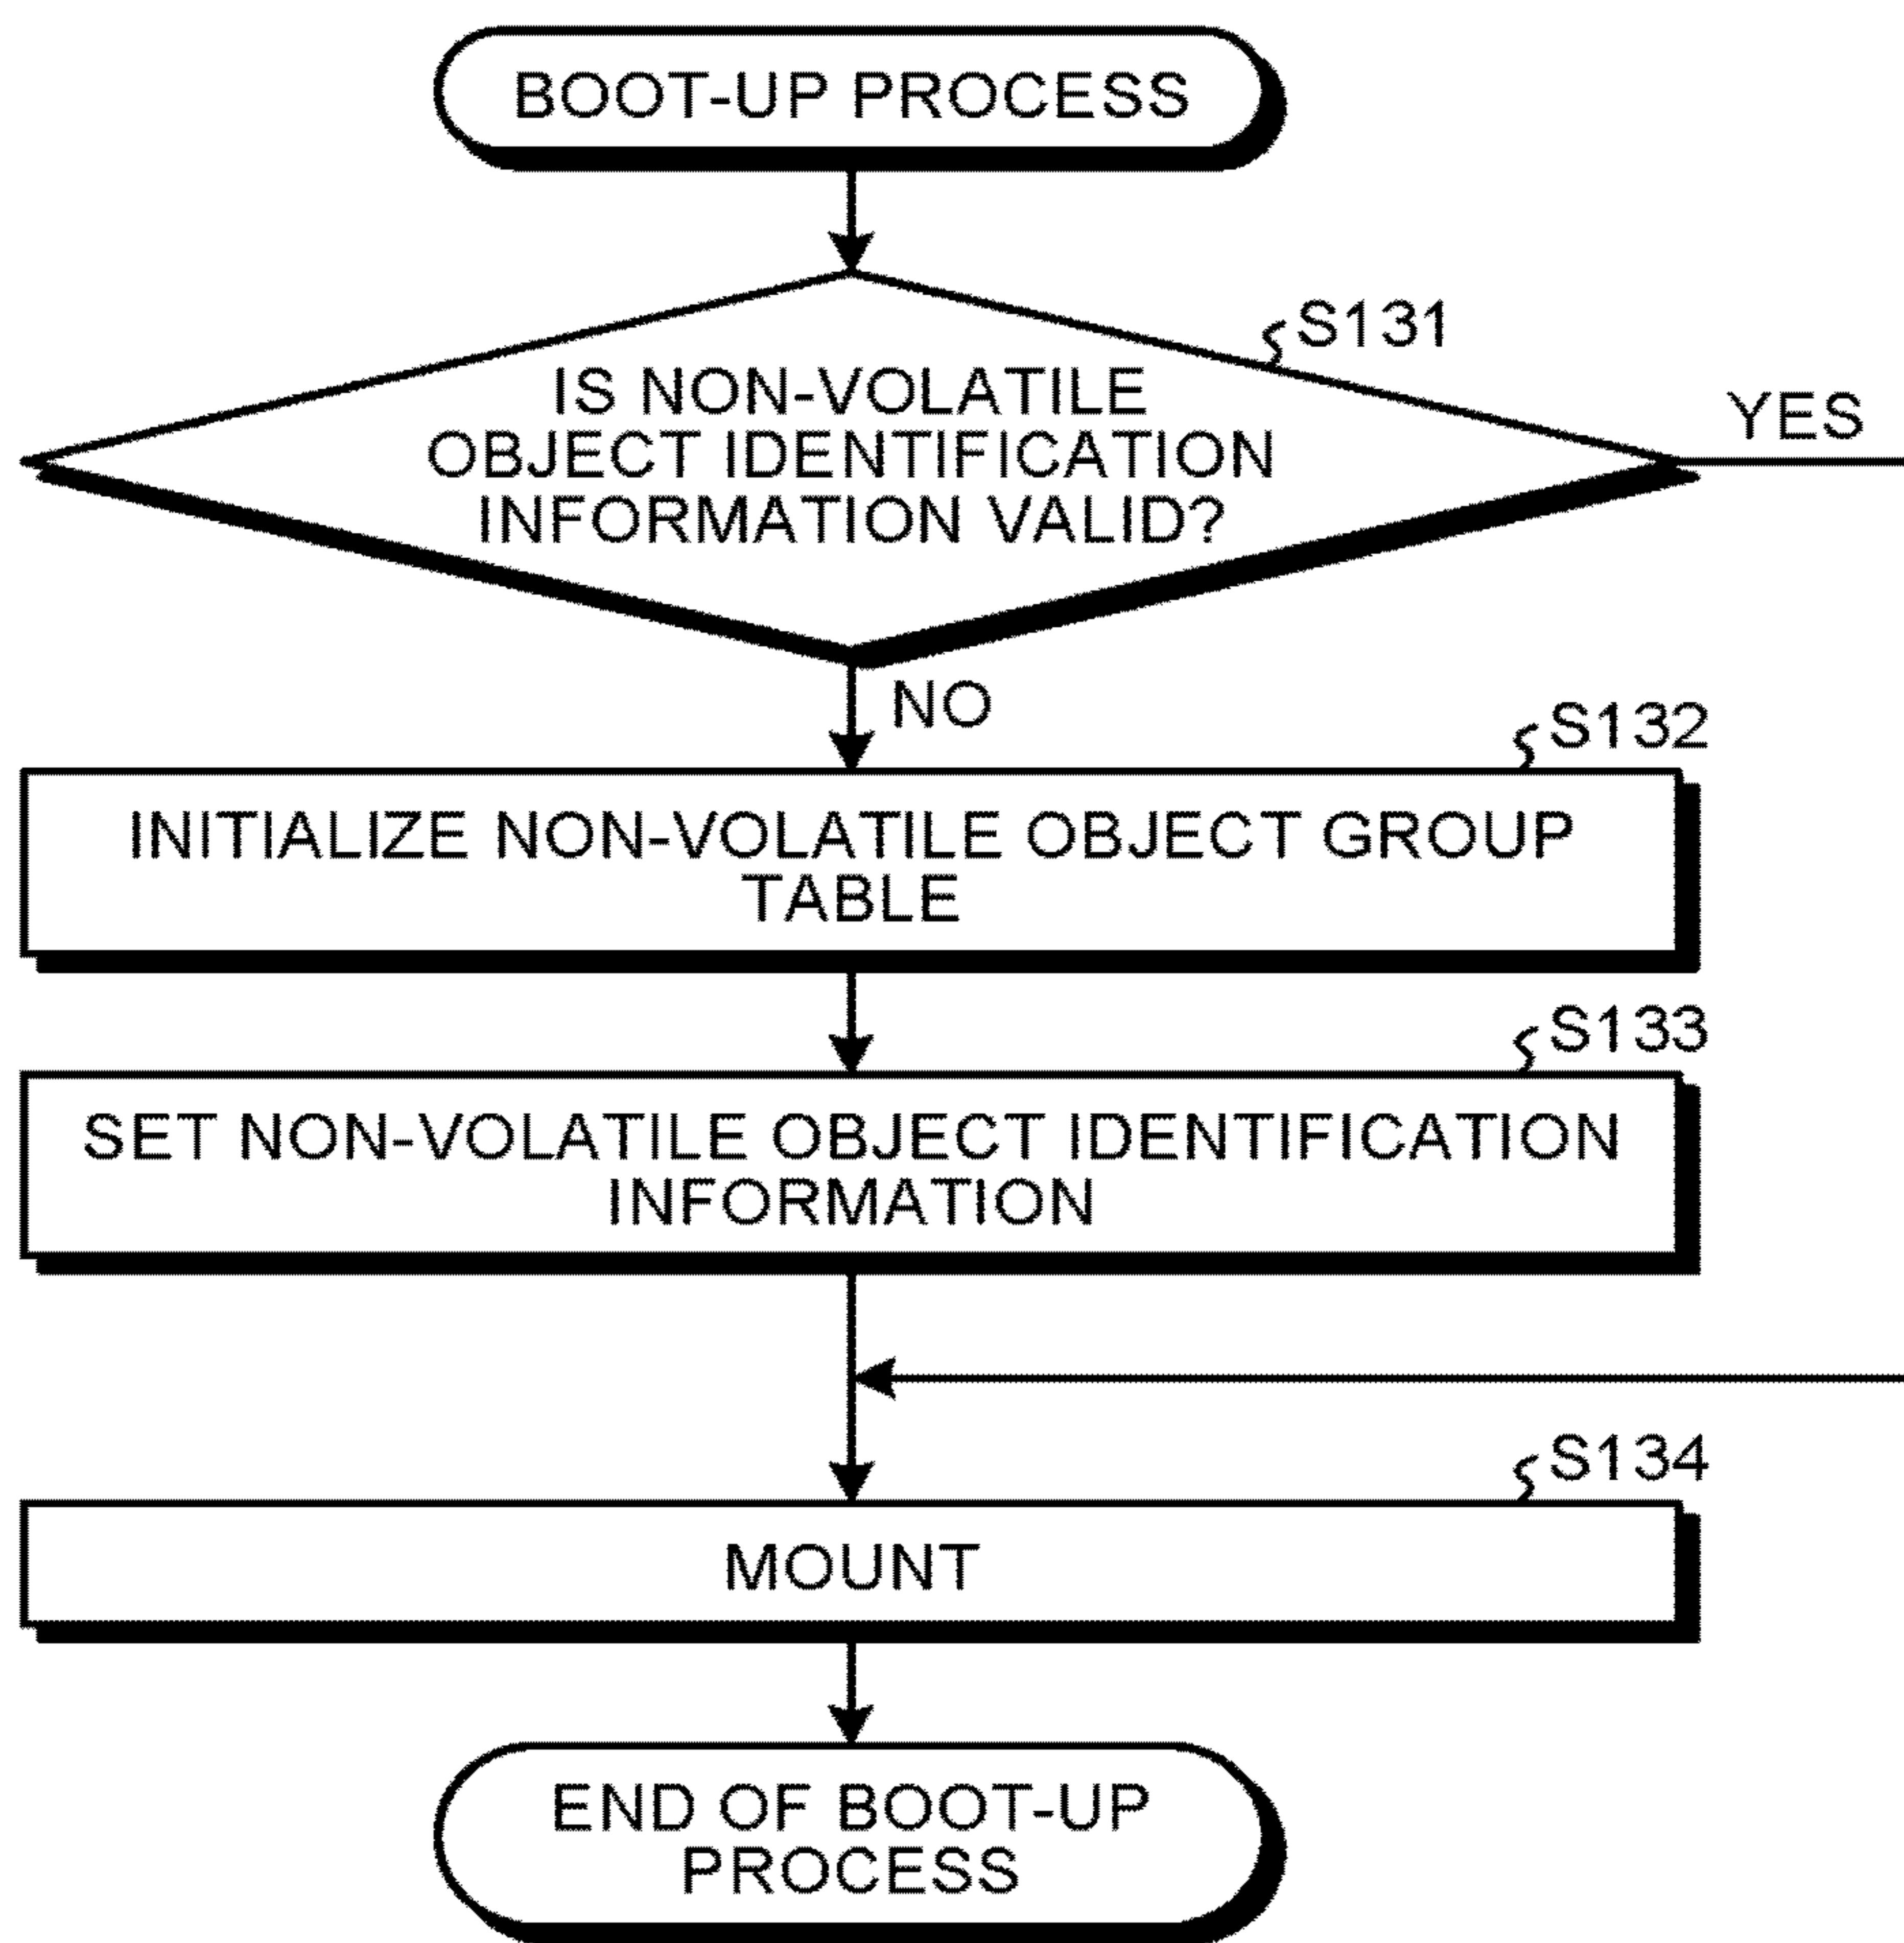 BOOT-UP PROCESS
S131
IS NON-VOLATILE
OBJECT IDENTIFICATION
INFORMATION VALID?
YES
NO
S132
INITIALIZE NON-VOLATILE OBJECT GROUP
TABLE
S133
SET NON-VOLATILE OBJECT IDENTIFICATION
INFORMATION
S134
MOUNT
END OF BOOT-UP
PROCESS